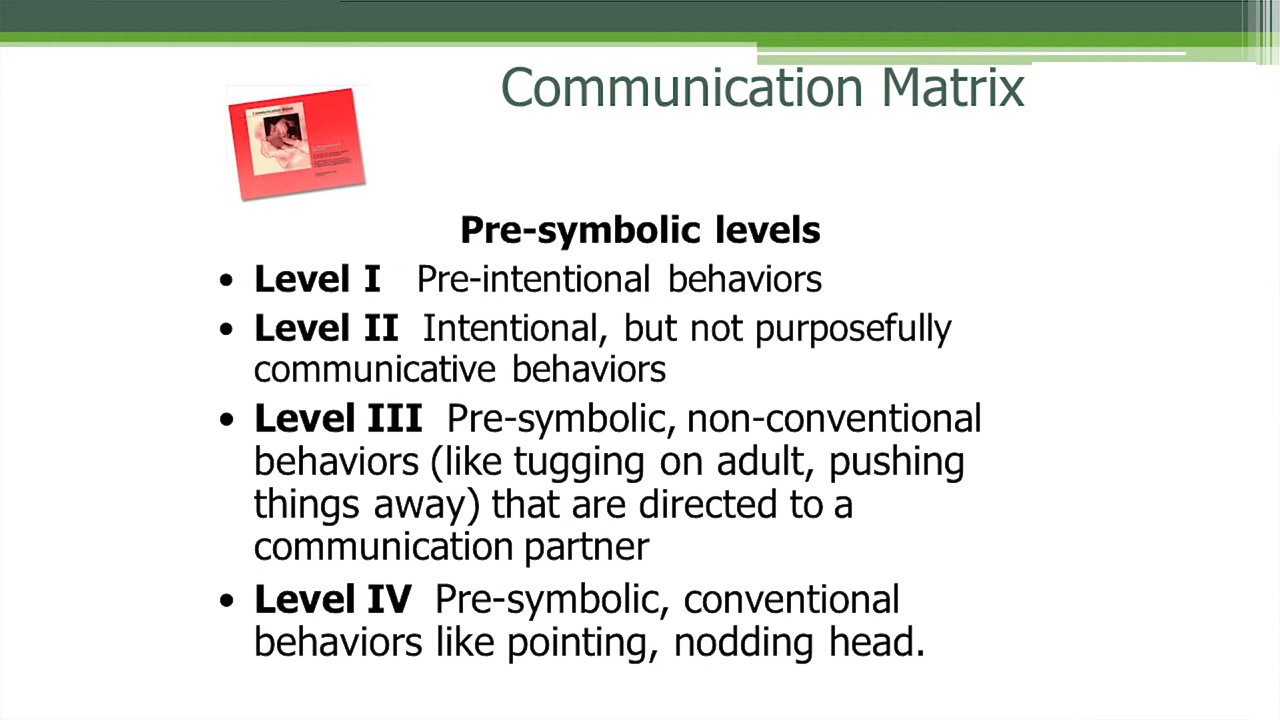 Communication Matrix
Communication Matrix
Pre-symbolic levels
• Level I Pre-intentional behaviors
• Level II Intentional, but not purposefully
communicative behaviors
• Level III Pre-symbolic, non-conventional
behaviors (like tugging on adult, pushing
things away) that are directed to a
communication partner
• Level IV Pre-symbolic, conventional
behaviors like pointing, nodding head.